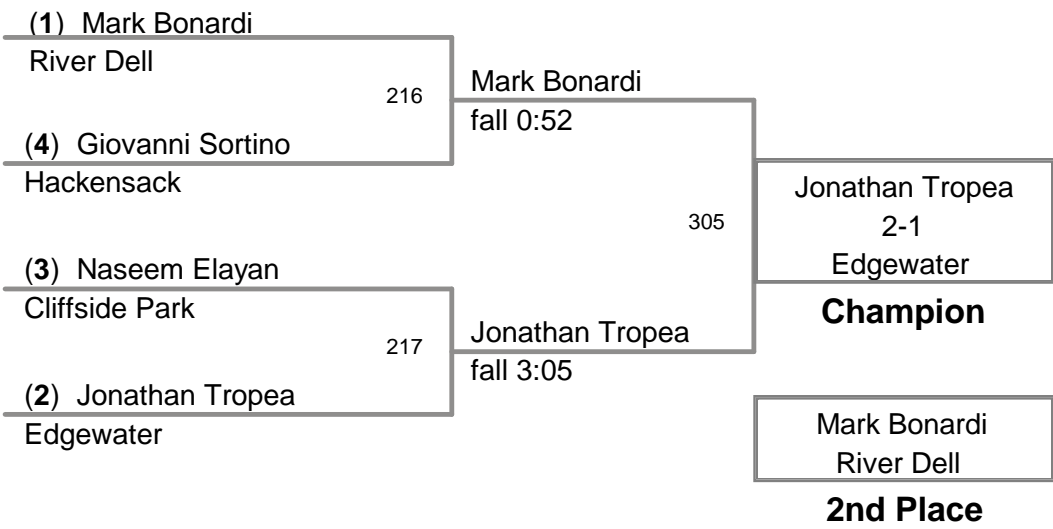 (1) Mark Bonardi
River Dell
216
(4) Giovanni Sortino
Hackensack
Mark Bonardi
fall 0:52
(3) Naseem Elayan
Cliffside Park
217
(2) Jonathan Tropea
Edgewater
Jonathan Tropea
fall 3:05
305
Jonathan Tropea
2-1
Edgewater
Champion
Mark Bonardi
River Dell
2nd Place